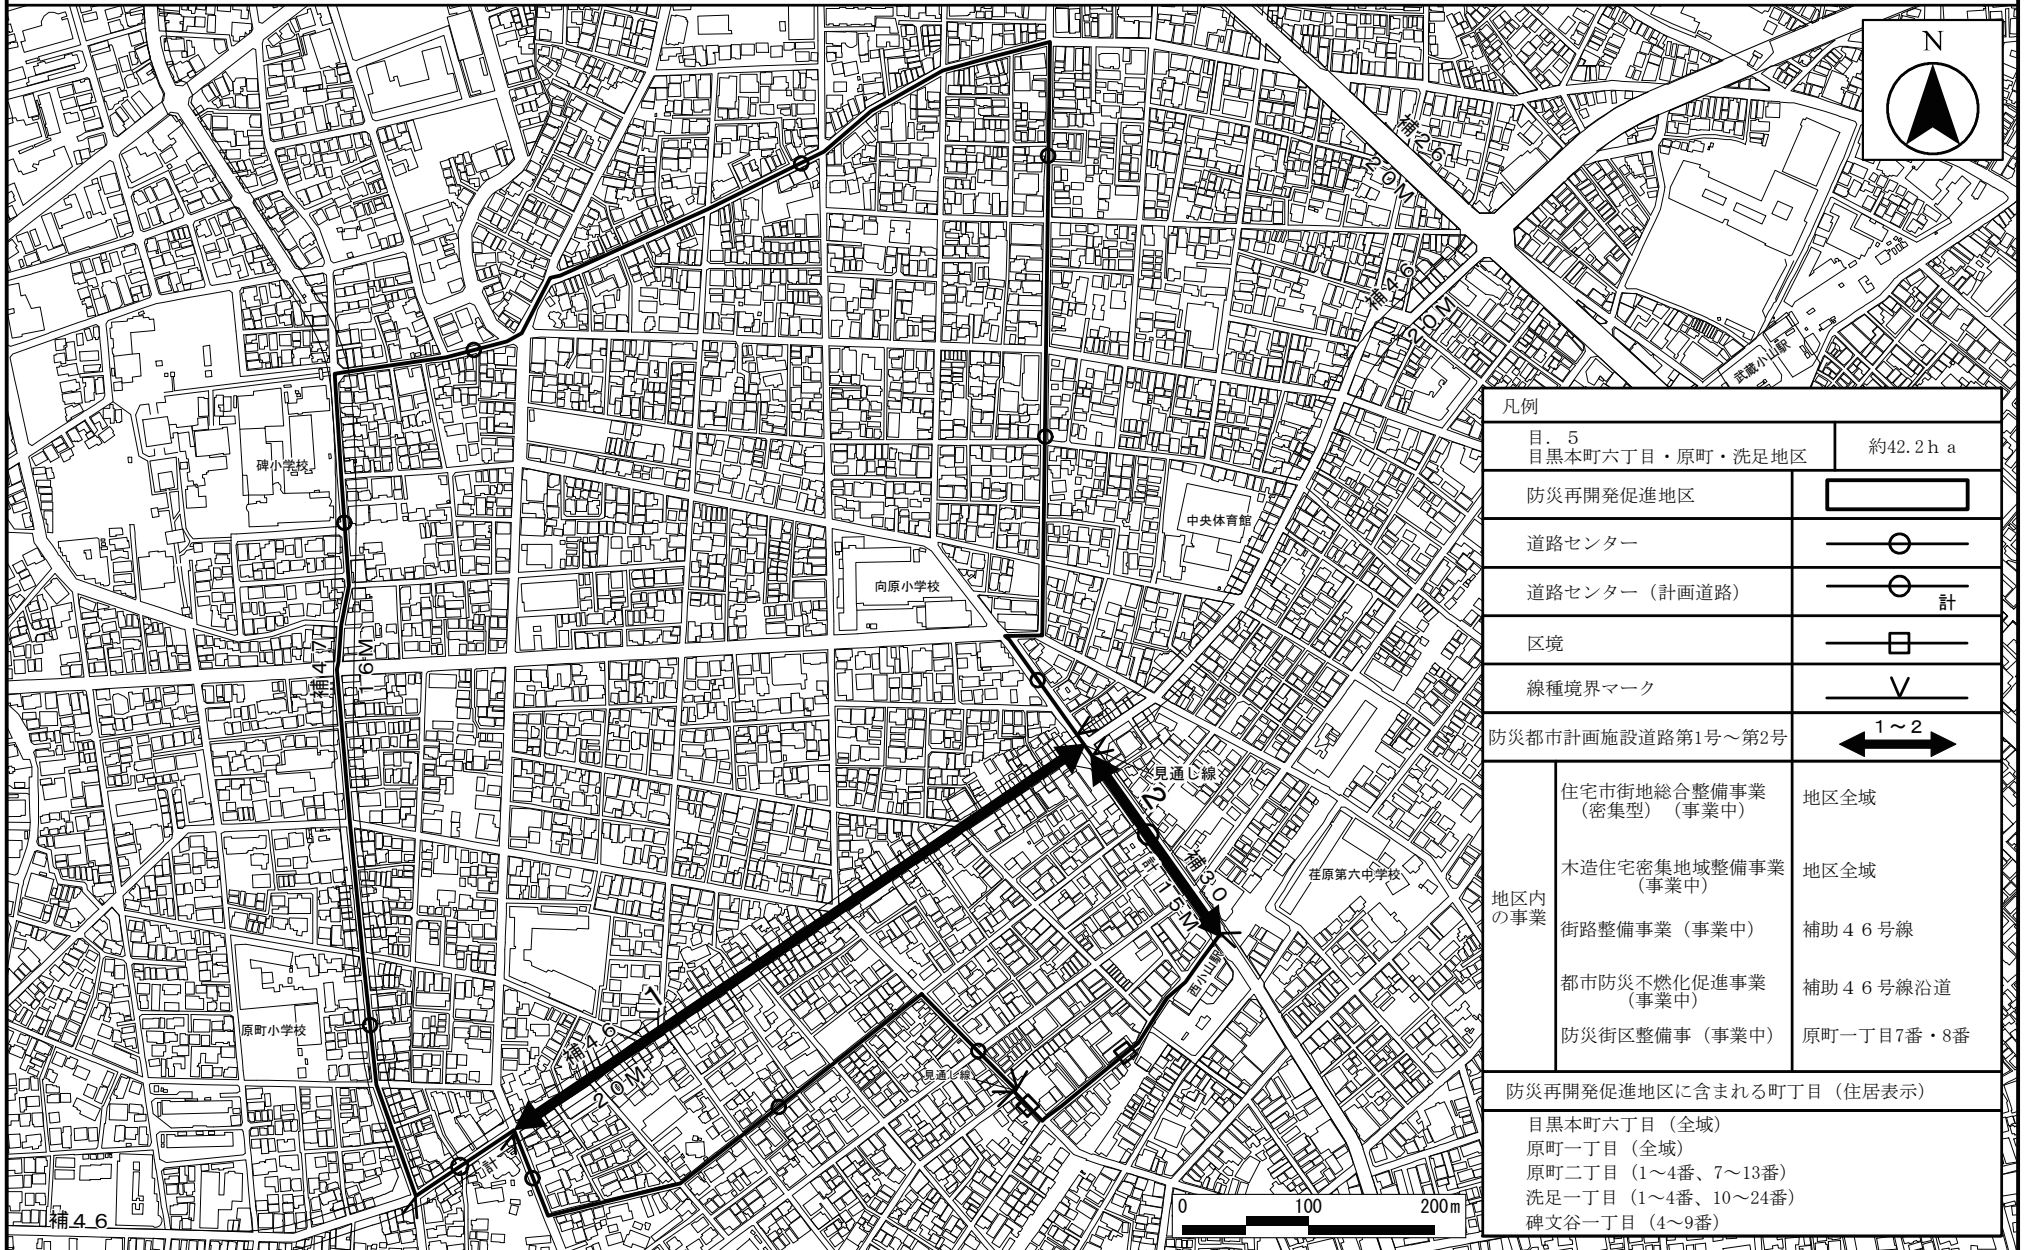 N
補26
20M
補46
20M
武蔵小山駅
碑小学校
中央体育館
向原小学校
補47
16M
見通し線
2
計15M
補30
荏原第六中学校
西小山駅
原町小学校
1
補46
20M
見通し線
計
補46
0 100 200m
凡例
目．5
目黒本町六丁目・原町・洗足地区
約42.2ha
防災再開発促進地区
道路センター
道路センター（計画道路）
計
区境
線種境界マーク
防災都市計画施設道路第1号～第2号
1～2
地区内
の事業
住宅市街地総合整備事業
（密集型）（事業中）
地区全域
木造住宅密集地域整備事業
（事業中）
地区全域
街路整備事業（事業中）
補助４６号線
都市防災不燃化促進事業
（事業中）
補助４６号線沿道
防災街区整備事（事業中）
原町一丁目7番・8番
防災再開発促進地区に含まれる町丁目（住居表示）
目黒本町六丁目（全域）
原町一丁目（全域）
原町二丁目（1～4番、7～13番）
洗足一丁目（1～4番、10～24番）
碑文谷一丁目（4～9番）